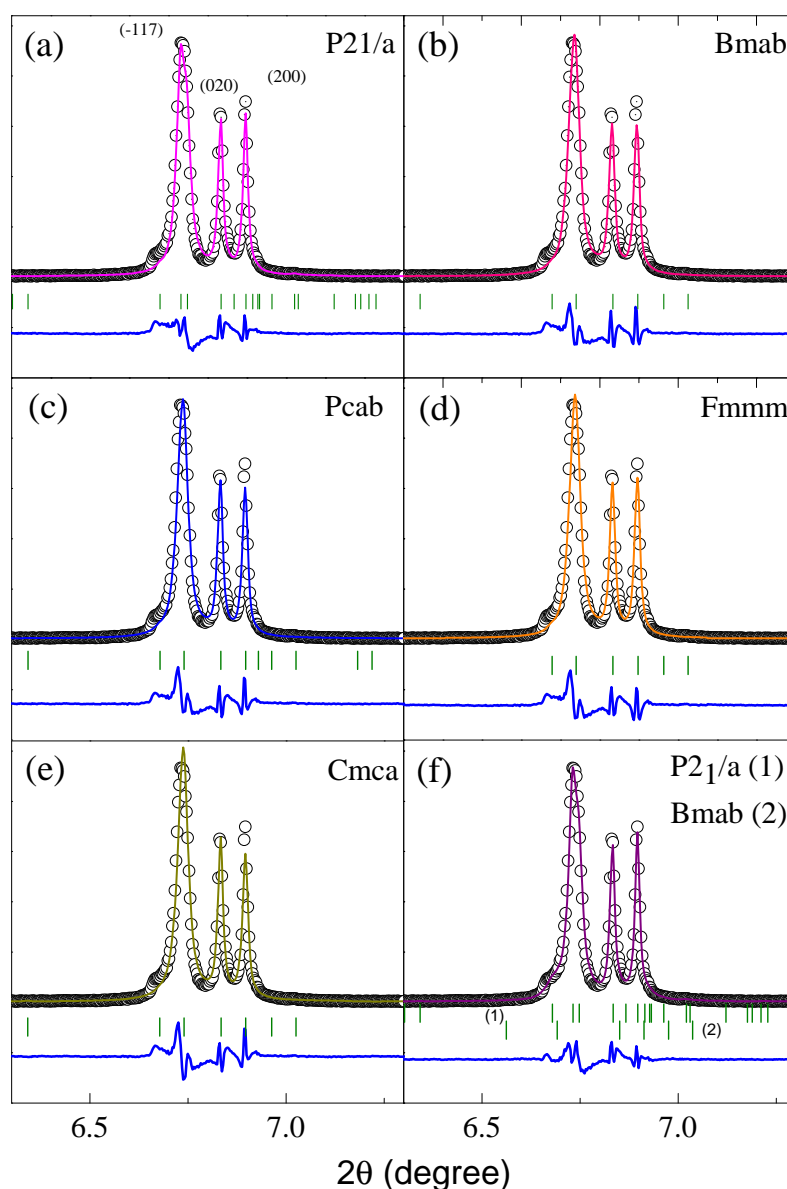 (a)
(-117)
P21/a
(020)
(200)
(b)
Bmab
(c)
Pcab
(d)
Fmmm
(e)
Cmca
(f)
P2₁/a (1)
Bmab (2)
(1)
(2)
6.5
7.0
6.5
7.0
2θ (degree)